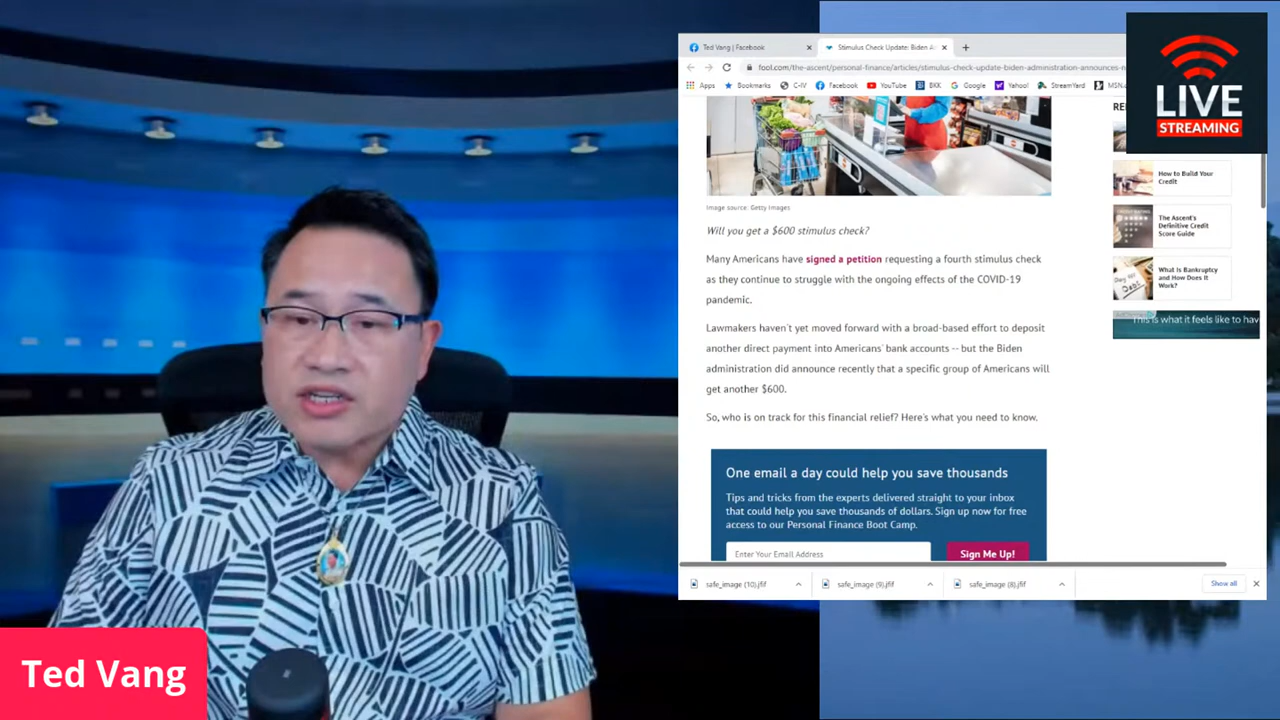 Ted Vang | Facebook
Stimulus Check Update: Biden A
fool.com/the-ascent/personal-finance/articles/stimulus-check-update-biden-administration-announces-n
Apps Bookmarks C-IV Facebook YouTube BKK Google Yahoo! StreamYard MSN.
LIVE
STREAMING
RE
How to Build Your
Credit
The Ascent's
Definitive Credit
Score Guide
What Is Bankruptcy
and How Does It
Work?
This is what it feels like to hav
Image source: Getty Images
Will you get a $600 stimulus check?
Many Americans have signed a petition requesting a fourth stimulus check
as they continue to struggle with the ongoing effects of the COVID-19
pandemic.
Lawmakers haven't yet moved forward with a broad-based effort to deposit
another direct payment into Americans' bank accounts -- but the Biden
administration did announce recently that a specific group of Americans will
get another $600.
So, who is on track for this financial relief? Here's what you need to know.
One email a day could help you save thousands
Tips and tricks from the experts delivered straight to your inbox
that could help you save thousands of dollars. Sign up now for free
access to our Personal Finance Boot Camp.
Enter Your Email Address
Sign Me Up!
safe_image (10).jfif
safe_image (9).jfif
safe_image (8).jfif
Show all
Ted Vang